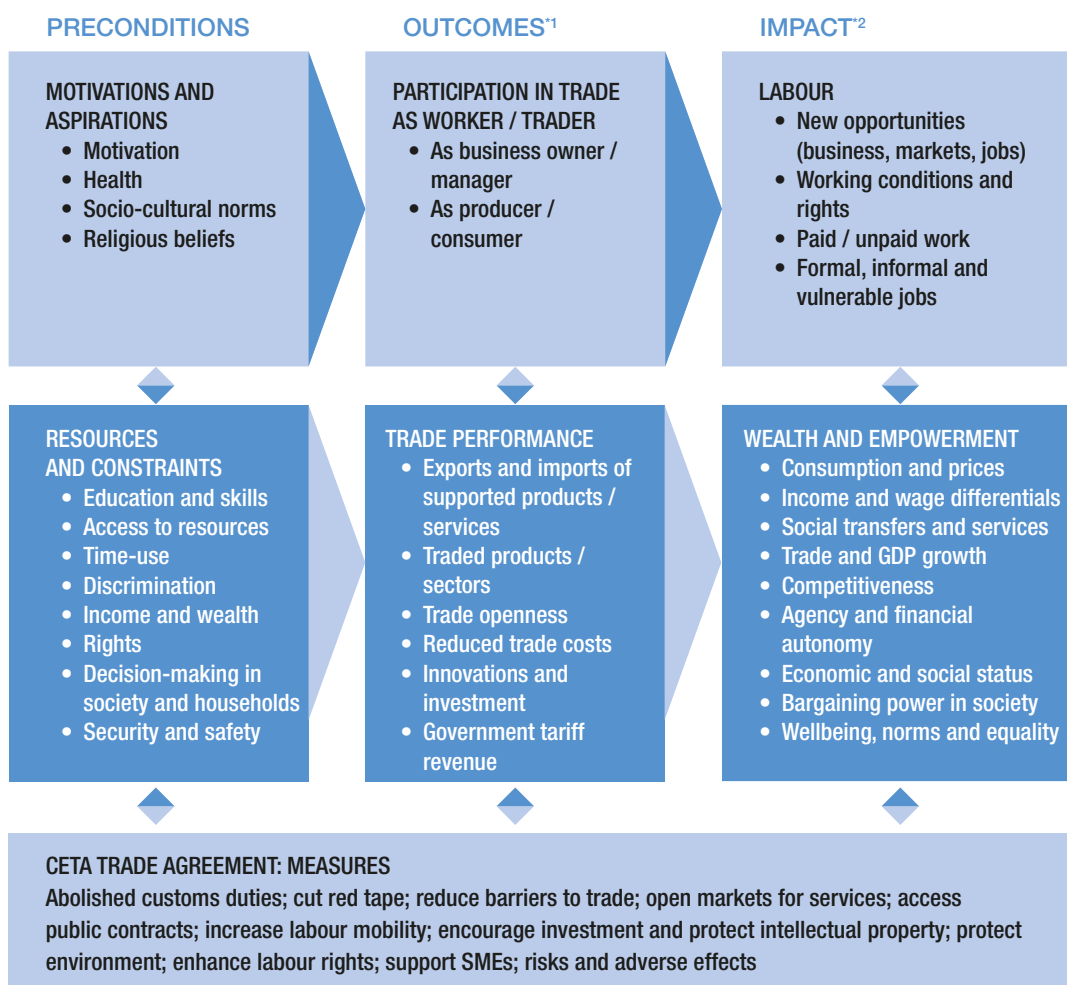 PRECONDITIONS
OUTCOMES*1
IMPACT*2
MOTIVATIONS AND
ASPIRATIONS
• Motivation
• Health
• Socio-cultural norms
• Religious beliefs
PARTICIPATION IN TRADE
AS WORKER / TRADER
• As business owner /
manager
• As producer /
consumer
LABOUR
• New opportunities
(business, markets, jobs)
• Working conditions and
rights
• Paid / unpaid work
• Formal, informal and
vulnerable jobs
RESOURCES
AND CONSTRAINTS
• Education and skills
• Access to resources
• Time-use
• Discrimination
• Income and wealth
• Rights
• Decision-making in
society and households
• Security and safety
TRADE PERFORMANCE
• Exports and imports of
supported products /
services
• Traded products /
sectors
• Trade openness
• Reduced trade costs
• Innovations and
investment
• Government tariff
revenue
WEALTH AND EMPOWERMENT
• Consumption and prices
• Income and wage differentials
• Social transfers and services
• Trade and GDP growth
• Competitiveness
• Agency and financial
autonomy
• Economic and social status
• Bargaining power in society
• Wellbeing, norms and equality
CETA TRADE AGREEMENT: MEASURES
Abolished customs duties; cut red tape; reduce barriers to trade; open markets for services; access
public contracts; increase labour mobility; encourage investment and protect intellectual property; protect
environment; enhance labour rights; support SMEs; risks and adverse effects